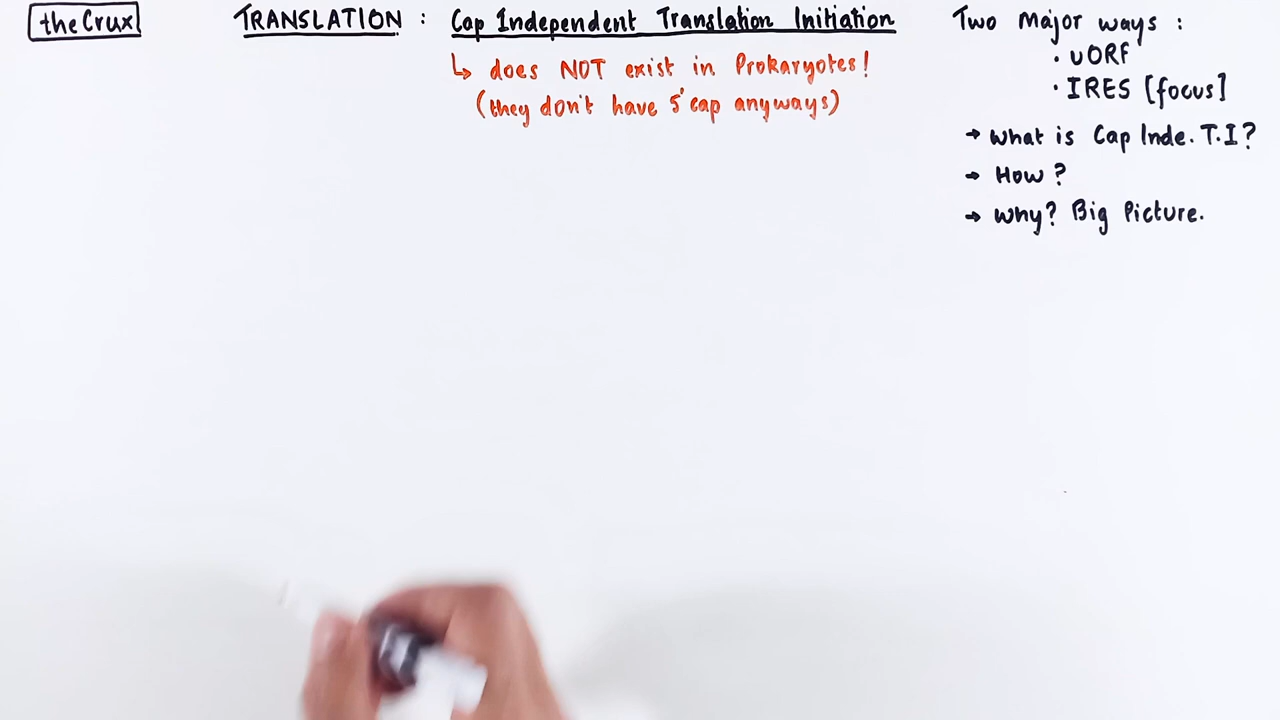 theCrux
TRANSLATION : Cap Independent Translation Initiation
↳ does NOT exist in Prokaryotes!
(they don't have 5' cap anyways)
Two Major ways :
· uORF
· IRES [focus]
→ What is Cap Inde. T.I?
→ How ?
→ Why? Big Picture.